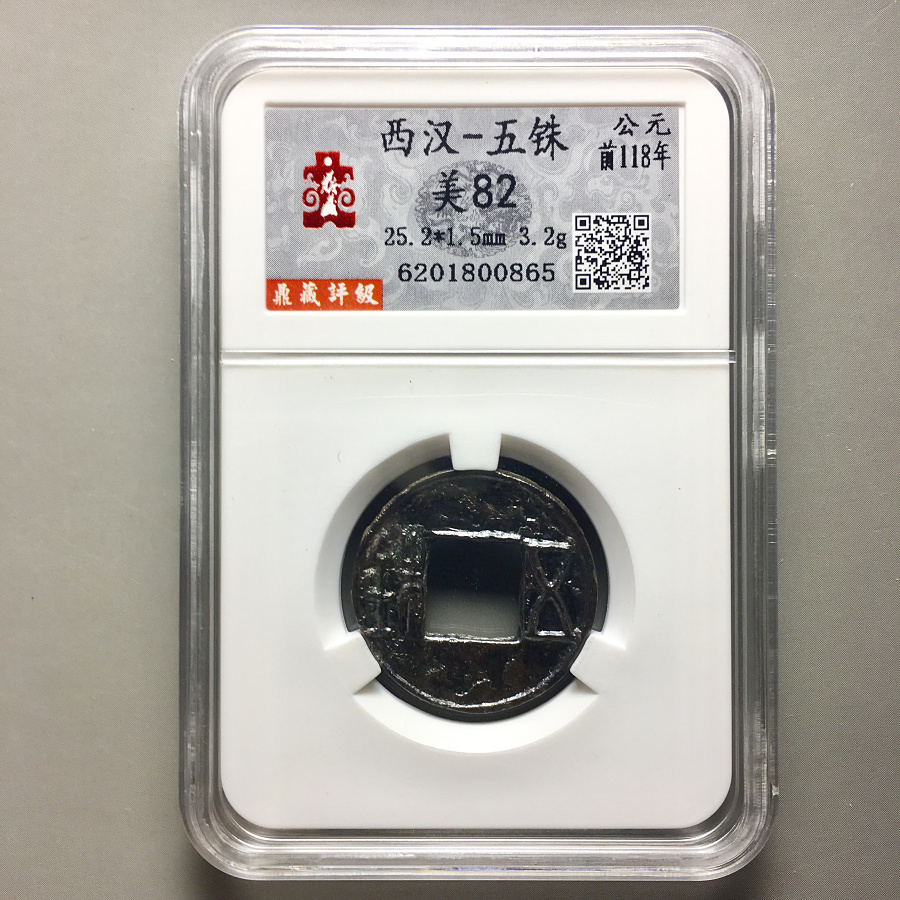 西汉-五铢
公元
前118年
美82
25.2*1.5mm 3.2g
6201800865
鼎藏評級
五